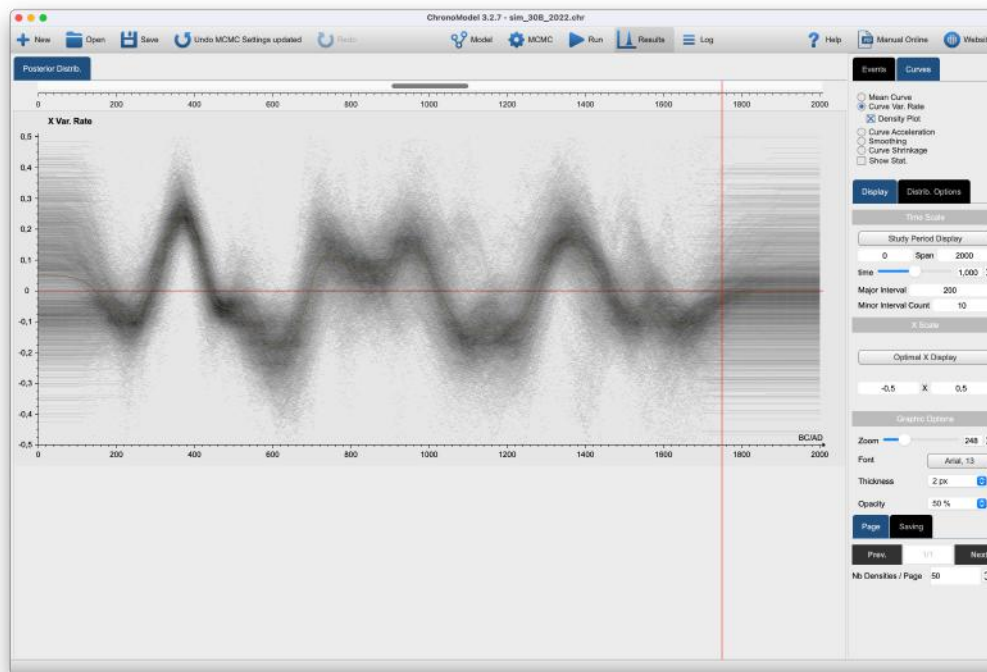 ChronoModel 3.2.7 - sim_30B_2022.chr
New Open Save Undo MCMC Settings updated Redo Model MCMC Run Results Log Help Manual Online Websit
Posterior Distrib.
0 200 400 600 800 1000 1200 1400 1600 1800 2000
X Var. Rate
0,5
0,4
0,3
0,2
0,1
0
-0,1
-0,2
-0,3
-0,4
-0,5
BC/AD
0 200 400 600 800 1000 1200 1400 1600 1800 2000
Events Curves
Mean Curve
Curve Var. Rate
Density Plot
Curve Acceleration
Smoothing
Curve Shrinkage
Show Stat.
Display Distrib. Options
Time Scale
Study Period Display
0 Span 2000
time 1,000
Major Interval 200
Minor Interval Count 10
X Scale
Optimal X Display
-0,5 X 0,5
Graphic Options
Zoom 248
Font Arial, 13
Thickness 2 px
Opacity 50 %
Page Saving
Prev. 1/1 Next
Nb Densities / Page 50